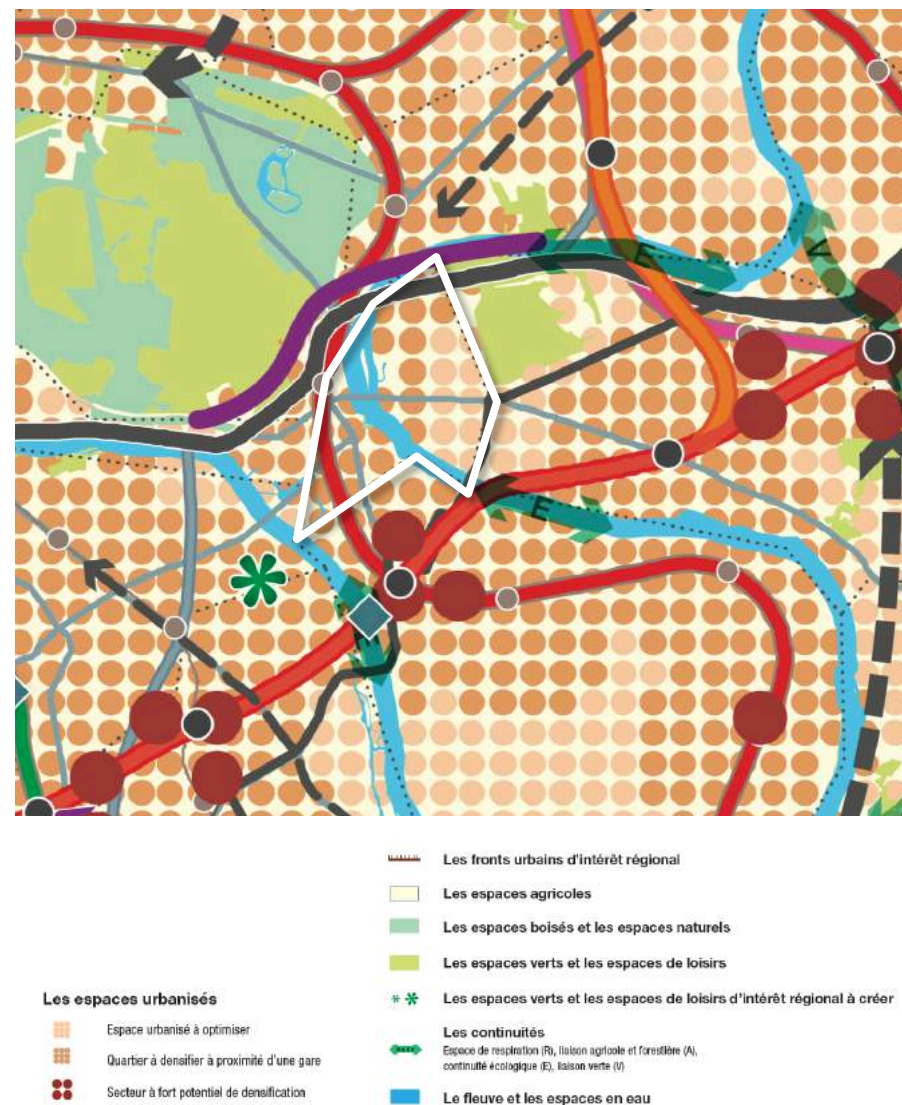 E
V
E
E
Les fronts urbains d'intérêt régional
Les espaces agricoles
Les espaces boisés et les espaces naturels
Les espaces verts et les espaces de loisirs
Les espaces verts et les espaces de loisirs d'intérêt régional à créer
Les continuités
Espace de respiration (R), liaison agricole et forestière (A),
continuité écologique (E), liaison verte (V)
Le fleuve et les espaces en eau
Les espaces urbanisés
Espace urbanisé à optimiser
Quartier à densifier à proximité d'une gare
Secteur à fort potentiel de densification